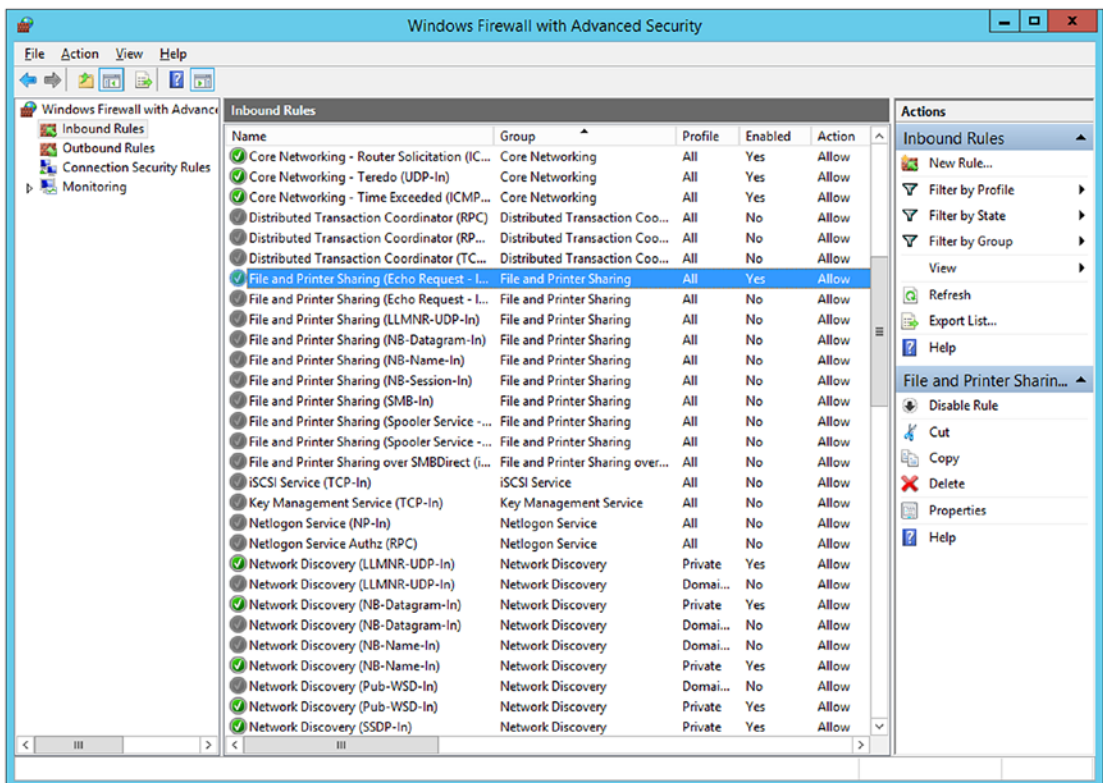 Windows Firewall with Advanced Security
File Action View Help
Windows Firewall with Advance
Inbound Rules
Outbound Rules
Connection Security Rules
Monitoring
Inbound Rules
Name Group Profile Enabled Action
Core Networking - Router Solicitation (IC... Core Networking All Yes Allow
Core Networking - Teredo (UDP-In) Core Networking All Yes Allow
Core Networking - Time Exceeded (ICMP... Core Networking All Yes Allow
Distributed Transaction Coordinator (RPC) Distributed Transaction Coo... All No Allow
Distributed Transaction Coordinator (RP... Distributed Transaction Coo... All No Allow
Distributed Transaction Coordinator (TC... Distributed Transaction Coo... All No Allow
File and Printer Sharing (Echo Request - I... File and Printer Sharing All Yes Allow
File and Printer Sharing (Echo Request - I... File and Printer Sharing All No Allow
File and Printer Sharing (LLMNR-UDP-In) File and Printer Sharing All No Allow
File and Printer Sharing (NB-Datagram-In) File and Printer Sharing All No Allow
File and Printer Sharing (NB-Name-In) File and Printer Sharing All No Allow
File and Printer Sharing (NB-Session-In) File and Printer Sharing All No Allow
File and Printer Sharing (SMB-In) File and Printer Sharing All No Allow
File and Printer Sharing (Spooler Service -... File and Printer Sharing All No Allow
File and Printer Sharing (Spooler Service -... File and Printer Sharing All No Allow
File and Printer Sharing over SMBDirect (i... File and Printer Sharing over... All No Allow
iSCSI Service (TCP-In) iSCSI Service All No Allow
Key Management Service (TCP-In) Key Management Service All No Allow
Netlogon Service (NP-In) Netlogon Service All No Allow
Netlogon Service Authz (RPC) Netlogon Service All No Allow
Network Discovery (LLMNR-UDP-In) Network Discovery Private Yes Allow
Network Discovery (LLMNR-UDP-In) Network Discovery Domai... No Allow
Network Discovery (NB-Datagram-In) Network Discovery Private Yes Allow
Network Discovery (NB-Datagram-In) Network Discovery Domai... No Allow
Network Discovery (NB-Name-In) Network Discovery Domai... No Allow
Network Discovery (NB-Name-In) Network Discovery Private Yes Allow
Network Discovery (Pub-WSD-In) Network Discovery Domai... No Allow
Network Discovery (Pub-WSD-In) Network Discovery Private Yes Allow
Network Discovery (SSDP-In) Network Discovery Private Yes Allow
Actions
Inbound Rules
New Rule...
Filter by Profile
Filter by State
Filter by Group
View
Refresh
Export List...
Help
File and Printer Sharin...
Disable Rule
Cut
Copy
Delete
Properties
Help